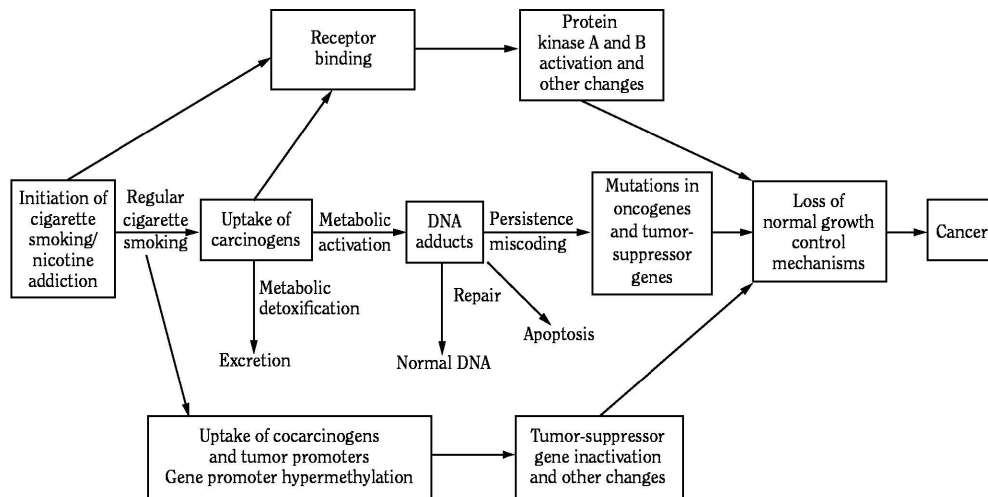 Receptor
binding
Protein
kinase A and B
activation and
other changes
Initiation of
cigarette
smoking/
nicotine
addiction
Regular
cigarette
smoking
Uptake of
carcinogens
Metabolic
activation
DNA
adducts
Persistence
miscoding
Mutations in
oncogenes
and tumor-
suppressor
genes
Loss of
normal growth
control
mechanisms
Cancer
Metabolic
detoxification
Excretion
Repair
Normal DNA
Apoptosis
Uptake of cocarcinogens
and tumor promoters
Gene promoter hypermethylation
Tumor-suppressor
gene inactivation
and other changes